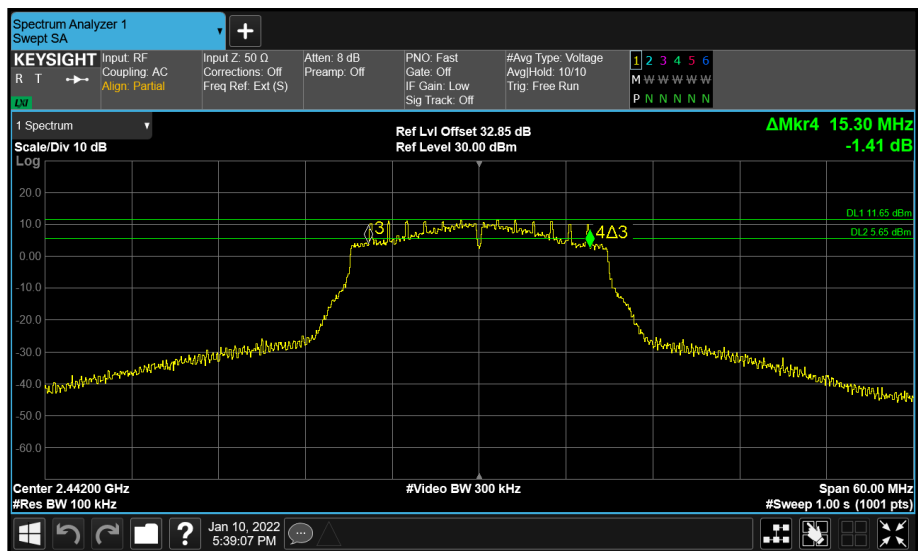 Spectrum Analyzer 1
Swept SA
KEYSIGHT
R T
LXI
Input: RF
Coupling: AC
Align: Partial
Input Z: 50 Ω
Corrections: Off
Freq Ref: Ext (S)
Atten: 8 dB
Preamp: Off
PNO: Fast
Gate: Off
IF Gain: Low
Sig Track: Off
#Avg Type: Voltage
Avg|Hold: 10/10
Trig: Free Run
1 2 3 4 5 6
M W W W W W
P N N N N N
1 Spectrum
Scale/Div 10 dB
Log
Ref Lvl Offset 32.85 dB
Ref Level 30.00 dBm
ΔMkr4 15.30 MHz
-1.41 dB
20.0
10.0
0.00
-10.0
-20.0
-30.0
-40.0
-50.0
-60.0
DL1 11.65 dBm
DL2 5.65 dBm
3
4Δ3
Center 2.44200 GHz
#Res BW 100 kHz
#Video BW 300 kHz
Span 60.00 MHz
#Sweep 1.00 s (1001 pts)
?
Jan 10, 2022
5:39:07 PM